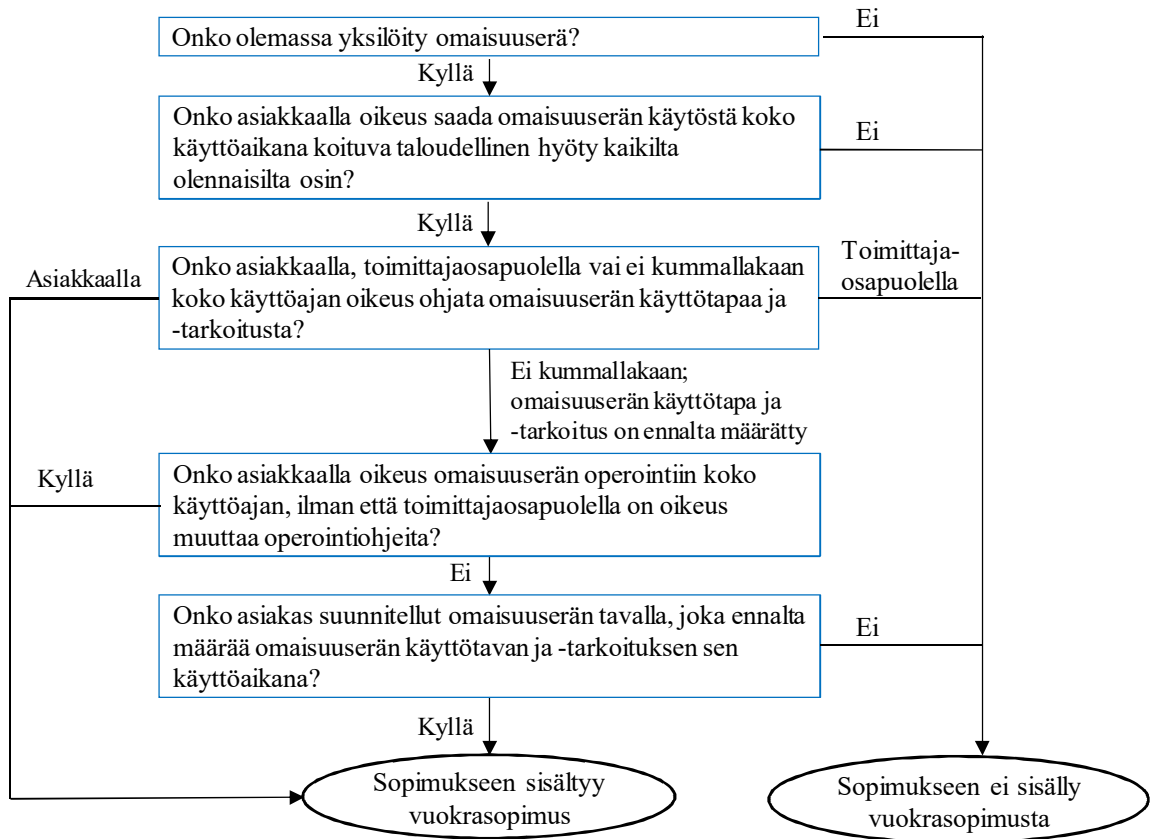 Onko olemassa yksilöity omaisuuserä?
Ei
Kyllä
Onko asiakkaalla oikeus saada omaisuuserän käytöstä koko
käyttöaikana koituva taloudellinen hyöty kaikilta
olennaisilta osin?
Ei
Kyllä
Asiakkaalla
Onko asiakkaalla, toimittajaosapuolella vai ei kummallakaan
koko käyttöajan oikeus ohjata omaisuuserän käyttötapaa ja
-tarkoitusta?
Toimittaja-
osapuolella
Ei kummallakaan;
omaisuuserän käyttötapa ja
-tarkoitus on ennalta määrätty
Kyllä
Onko asiakkaalla oikeus omaisuuserän operointiin koko
käyttöajan, ilman että toimittajaosapuolella on oikeus
muuttaa operointiohjeita?
Ei
Onko asiakas suunnitellut omaisuuserän tavalla, joka ennalta
määrää omaisuuserän käyttötavan ja -tarkoituksen sen
käyttöaikana?
Ei
Kyllä
Sopimukseen sisältyy
vuokrasopimus
Sopimukseen ei sisälly
vuokrasopimusta